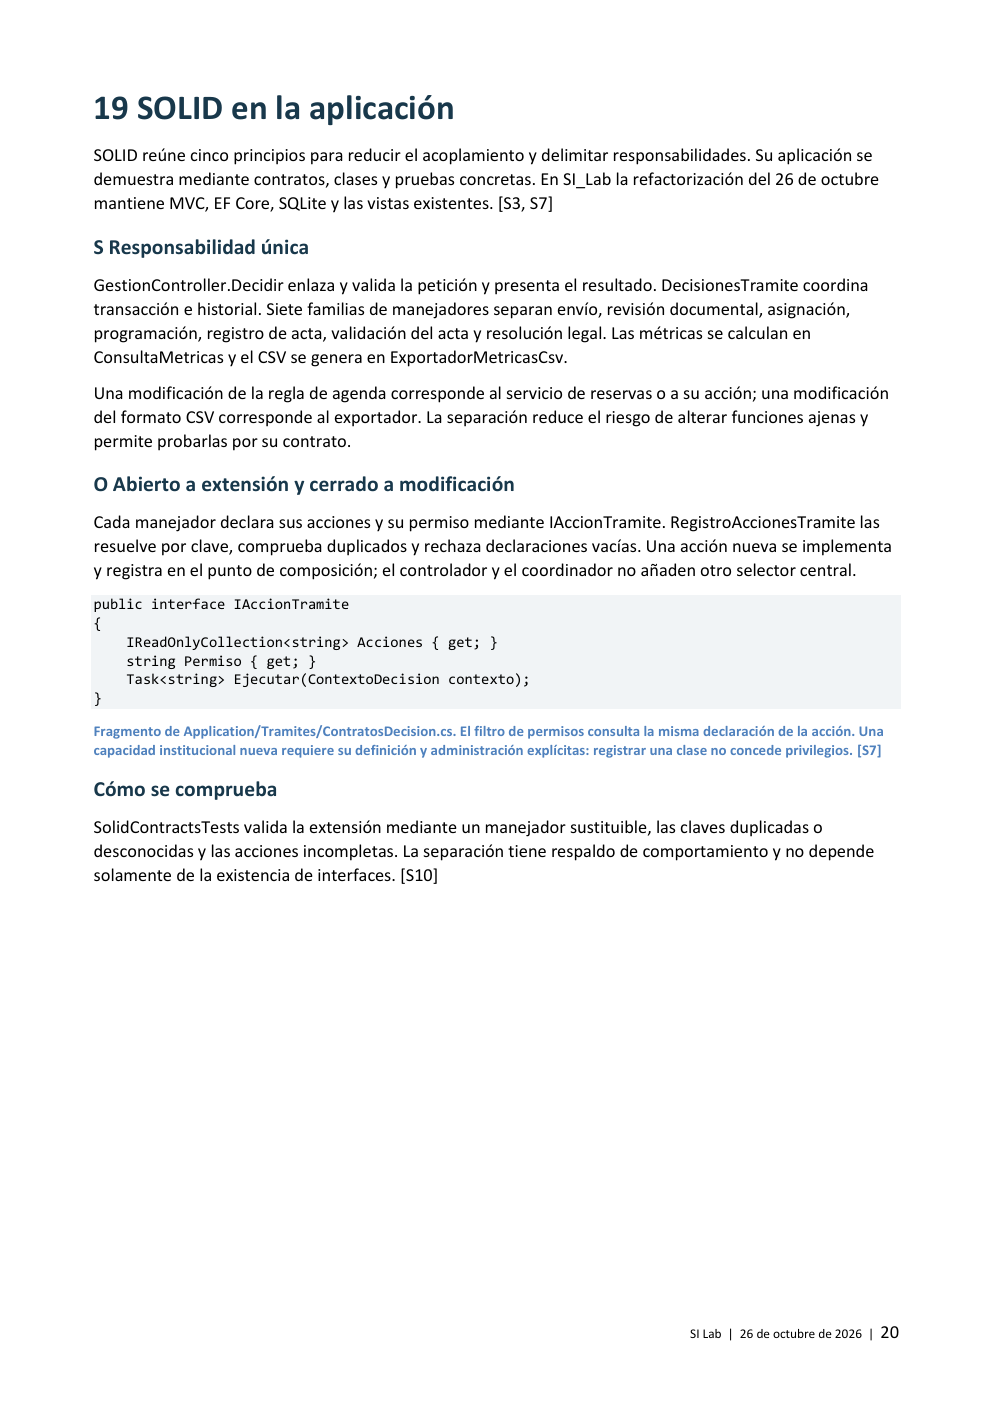 19 SOLID en la aplicación
SOLID reúne cinco principios para reducir el acoplamiento y delimitar responsabilidades. Su aplicación se
demuestra mediante contratos, clases y pruebas concretas. En SI_Lab la refactorización del 26 de octubre
mantiene MVC, EF Core, SQLite y las vistas existentes. [S3, S7]
S Responsabilidad única
GestionController.Decidir enlaza y valida la petición y presenta el resultado. DecisionesTramite coordina
transacción e historial. Siete familias de manejadores separan envío, revisión documental, asignación,
programación, registro de acta, validación del acta y resolución legal. Las métricas se calculan en
ConsultaMetricas y el CSV se genera en ExportadorMetricasCsv.
Una modificación de la regla de agenda corresponde al servicio de reservas o a su acción; una modificación
del formato CSV corresponde al exportador. La separación reduce el riesgo de alterar funciones ajenas y
permite probarlas por su contrato.
O Abierto a extensión y cerrado a modificación
Cada manejador declara sus acciones y su permiso mediante IAccionTramite. RegistroAccionesTramite las
resuelve por clave, comprueba duplicados y rechaza declaraciones vacías. Una acción nueva se implementa
y registra en el punto de composición; el controlador y el coordinador no añaden otro selector central.
public interface IAccionTramite
{
    IReadOnlyCollection<string> Acciones { get; }
    string Permiso { get; }
    Task<string> Ejecutar(ContextoDecision contexto);
}
Fragmento de Application/Tramites/ContratosDecision.cs. El filtro de permisos consulta la misma declaración de la acción. Una
capacidad institucional nueva requiere su definición y administración explícitas: registrar una clase no concede privilegios. [S7]
Cómo se comprueba
SolidContractsTests valida la extensión mediante un manejador sustituible, las claves duplicadas o
desconocidas y las acciones incompletas. La separación tiene respaldo de comportamiento y no depende
solamente de la existencia de interfaces. [S10]
SI Lab | 26 de octubre de 2026 | 20